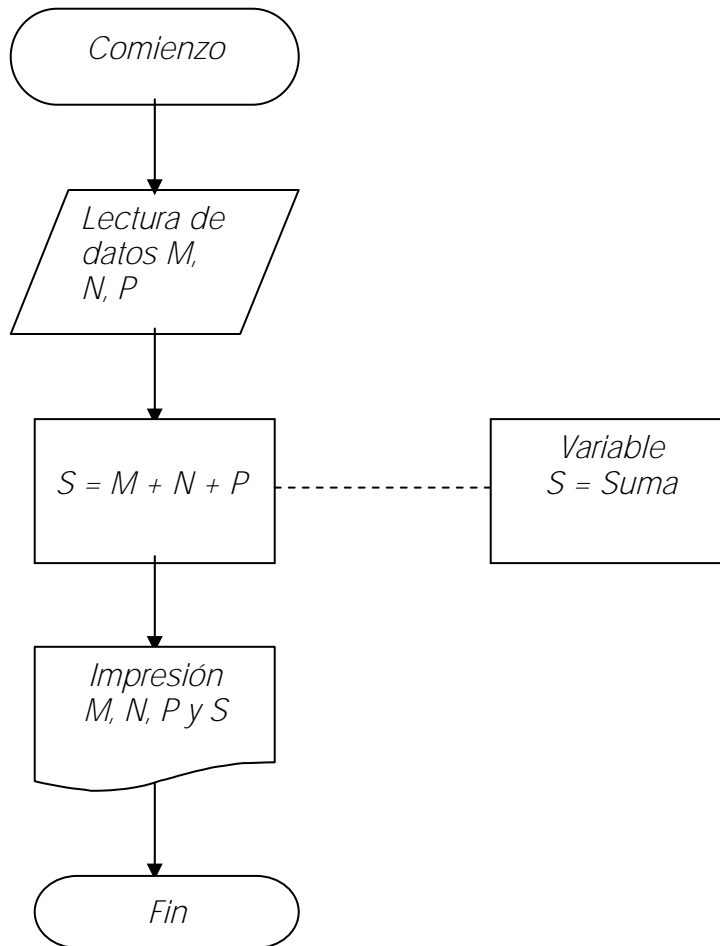 Comienzo
Lectura de
datos M,
N, P
S = M + N + P
Variable
S = Suma
Impresión
M, N, P y S
Fin